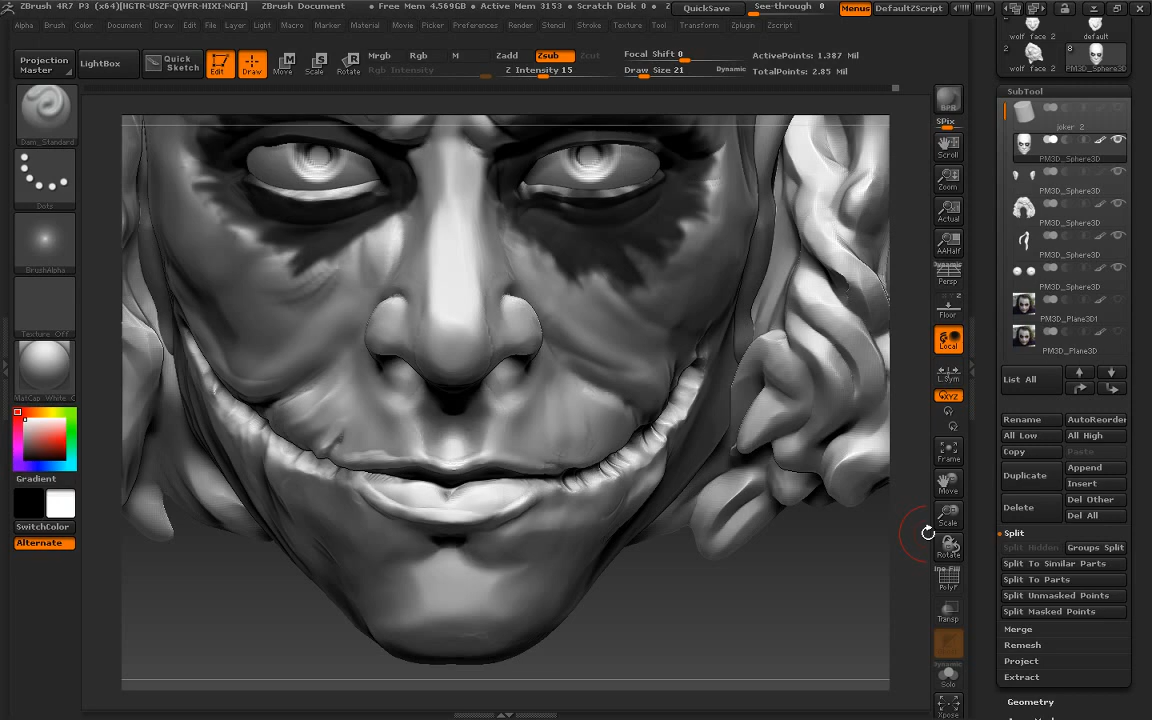 ZBrush 4R7 P3 (x64)[HGTR-USZF-QWFR-HIXI-NGFI] ZBrush Document • Free Mem 4.569GB • Active Mem 3153 • Scratch Disk 0 • QuickSave See-through 0 Menus DefaultZScript
Alpha Brush Color Document Draw Edit File Layer Light Macro Marker Material Movie Picker Preferences Render Stencil Stroke Texture Tool Transform Zplugin Zscript
wolf face 2 default
Projection Master
LightBox
Quick Sketch
Edit Draw Move Scale Rotate
Mrgb Rgb M
Rgb Intensity
Zadd Zsub Zcut
Z Intensity 15
Focal Shift 0
Draw Size 21 Dynamic
ActivePoints: 1.387 Mil
TotalPoints: 2.85 Mil
2 8
wolf face 2 PM3D_Sphere3D
SubTool
joker 2
PM3D_Sphere3D
PM3D_Sphere3D
PM3D_Sphere3D
PM3D_Sphere3D
PM3D_Sphere3D
PM3D_Plane3D1
PM3D_Plane3D
List All
Rename AutoReorder
All Low All High
Copy Paste
Duplicate Append
Insert
Delete Del Other
Del All
Split
Split Hidden Groups Split
Split To Similar Parts
Split To Parts
Split Unmasked Points
Split Masked Points
Merge
Remesh
Project
Extract
Geometry
Dam_Standard
Dots
BrushAlpha
Texture Off
MatCap White C
Gradient
SwitchColor
Alternate
BPR
SPix
Scroll
Zoom
Actual
AAHalf
Dynamic
Persp
Floor
Local
L.Sym
XYZ
Frame
Move
Scale
Rotate
Line Fill
PolyF
Transp
Dynamic
Solo
Xpose